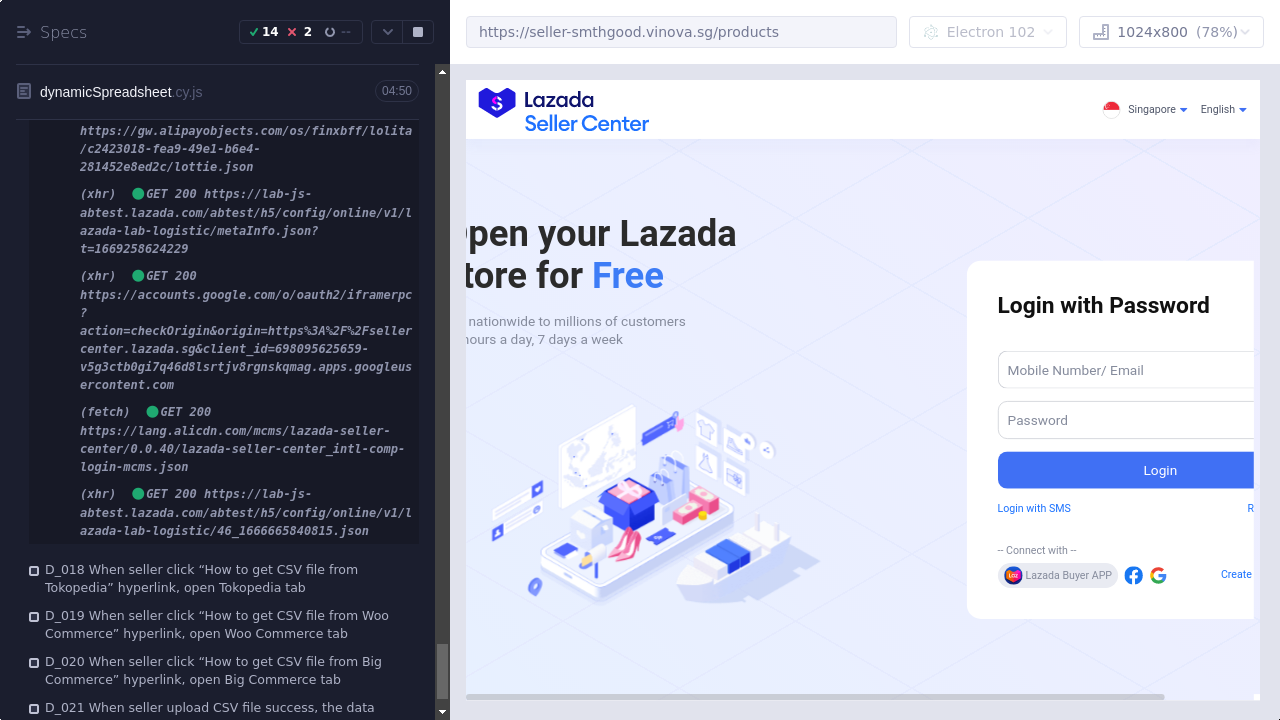 Specs
14
2
--
dynamicSpreadsheet.cy.js
04:50
https://gw.alipayobjects.com/os/finxbff/lolita
/c2423018-fea9-49e1-b6e4-
281452e8ed2c/lottie.json
(xhr) GET 200 https://lab-js-
abtest.lazada.com/abtest/h5/config/online/v1/l
azada-lab-logistic/metaInfo.json?
t=1669258624229
(xhr) GET 200
https://accounts.google.com/o/oauth2/iframerpc
?
action=checkOrigin&origin=https%3A%2F%2Fseller
center.lazada.sg&client_id=698095625659-
v5g3ctb0gi7q46d8lsrtjv8rgnskqmag.apps.googleus
ercontent.com
(fetch) GET 200
https://lang.alicdn.com/mcms/lazada-seller-
center/0.0.40/lazada-seller-center_intl-comp-
login-mcms.json
(xhr) GET 200 https://lab-js-
abtest.lazada.com/abtest/h5/config/online/v1/l
azada-lab-logistic/46_1666665840815.json
D_018 When seller click “How to get CSV file from
Tokopedia” hyperlink, open Tokopedia tab
D_019 When seller click “How to get CSV file from Woo
Commerce” hyperlink, open Woo Commerce tab
D_020 When seller click “How to get CSV file from Big
Commerce” hyperlink, open Big Commerce tab
D_021 When seller upload CSV file success, the data
https://seller-smthgood.vinova.sg/products
Electron 102
1024x800 (78%)
Lazada
Seller Center
Singapore
English
pen your Lazada
tore for Free
nationwide to millions of customers
hours a day, 7 days a week
Login with Password
Mobile Number/ Email
Password
Login
Login with SMS
R
-- Connect with --
Lazada Buyer APP
Create